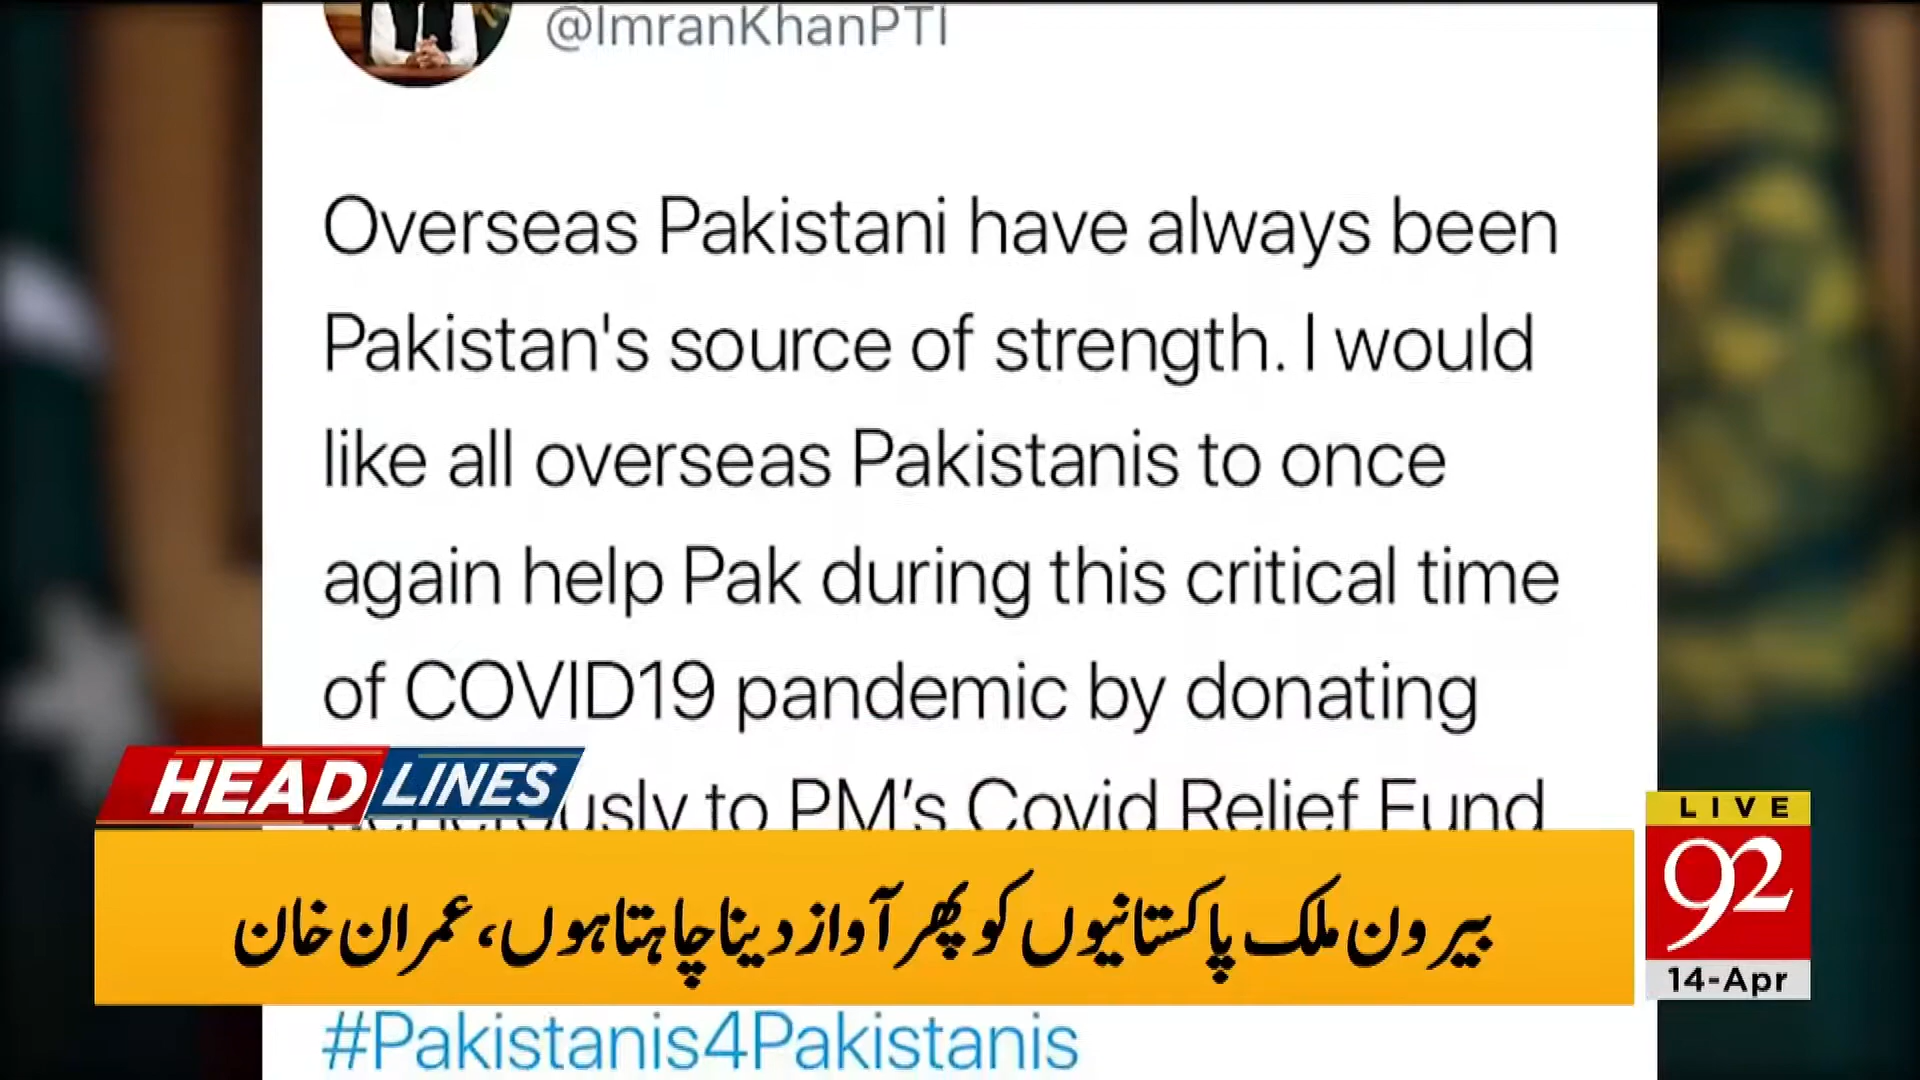 @ImranKhanPTI
Overseas Pakistani have always been
Pakistan's source of strength. I would
like all overseas Pakistanis to once
again help Pak during this critical time
of COVID19 pandemic by donating
to PM's Covid Relief Fund
HEADLINES
بیرون ملک پاکستانیوں کو پھر آواز دینا چاہتا ہوں، عمران خان
LIVE
92
14-Apr
#Pakistanis4Pakistanis